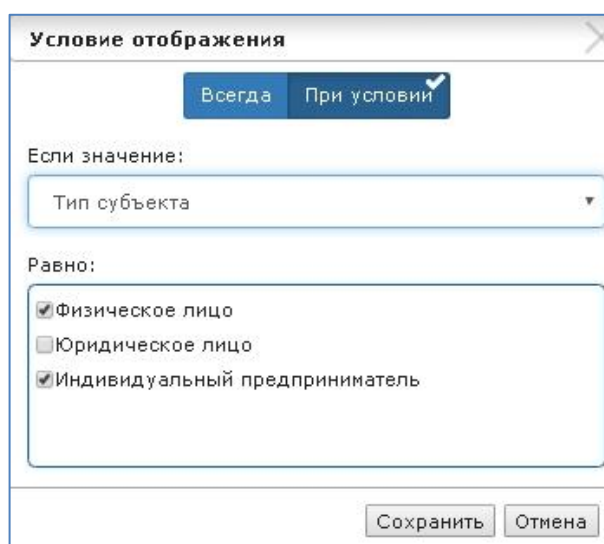 Условие отображения
Всегда При условии
Если значение:
Тип субъекта
Равно:
Физическое лицо
Юридическое лицо
Индивидуальный предприниматель
Сохранить Отмена